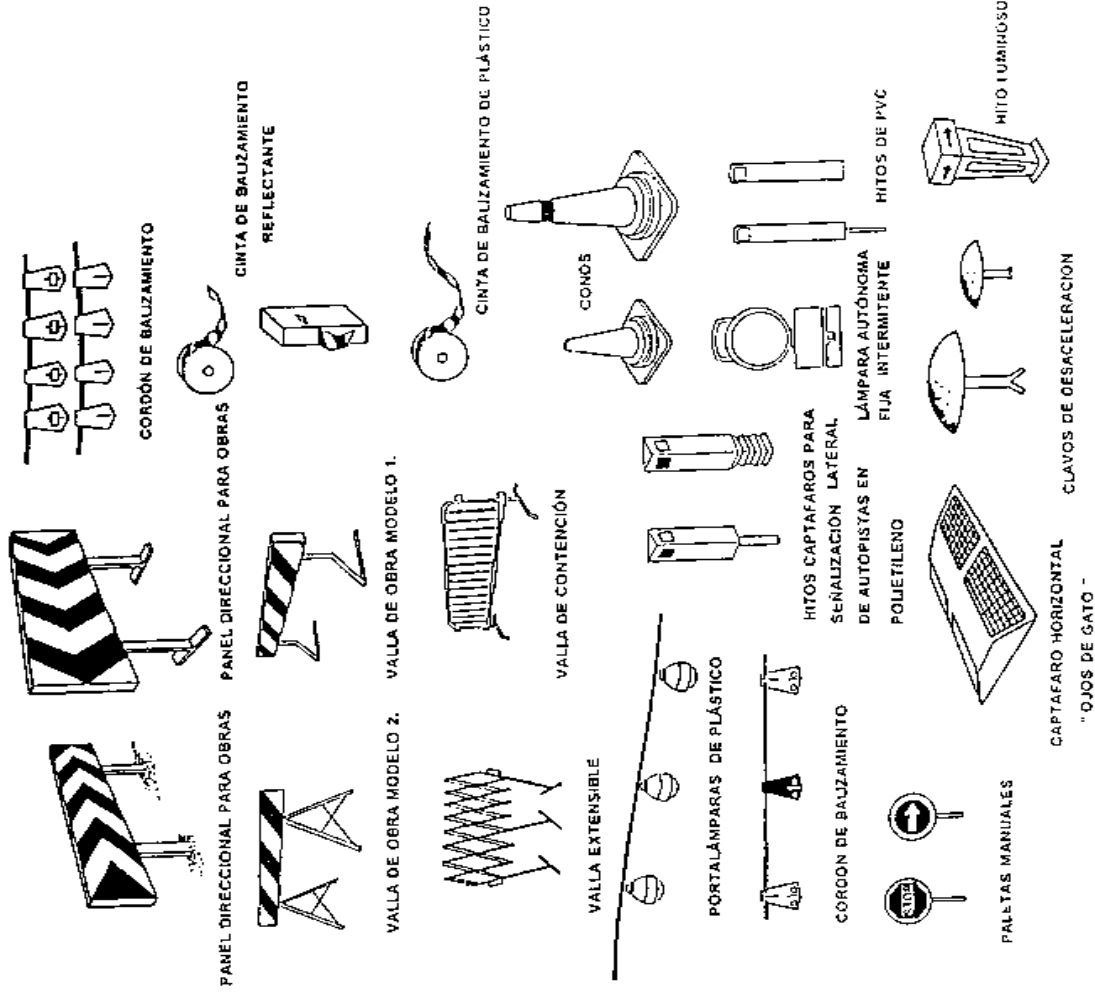 PANEL DIRECCIONAL PARA OBRAS
PANEL DIRECCIONAL PARA OBRAS
CORDÓN DE BALIZAMIENTO
VALLA DE OBRA MODELO 2.
VALLA DE OBRA MODELO 1.
CINTA DE BALIZAMIENTO
REFLECTANTE
VALLA EXTENSIBLE
VALLA DE CONTENCIÓN
CINTA DE BALIZAMIENTO DE PLÁSTICO
PORTALÁMPARAS DE PLÁSTICO
CONOS
CORDON DE BALIZAMIENTO
HITOS CAPTAFAROS PARA
SEÑALIZACION LATERAL
DE AUTOPISTAS EN
POLIETILENO
LÁMPARA AUTÓNOMA
FIJA INTERMITENTE
HITOS DE PVC
STOP
PALETAS MANUALES
CAPTAFARO HORIZONTAL
"OJOS DE GATO"
CLAVOS DE DESACELERACION
HITO LUMINOSO